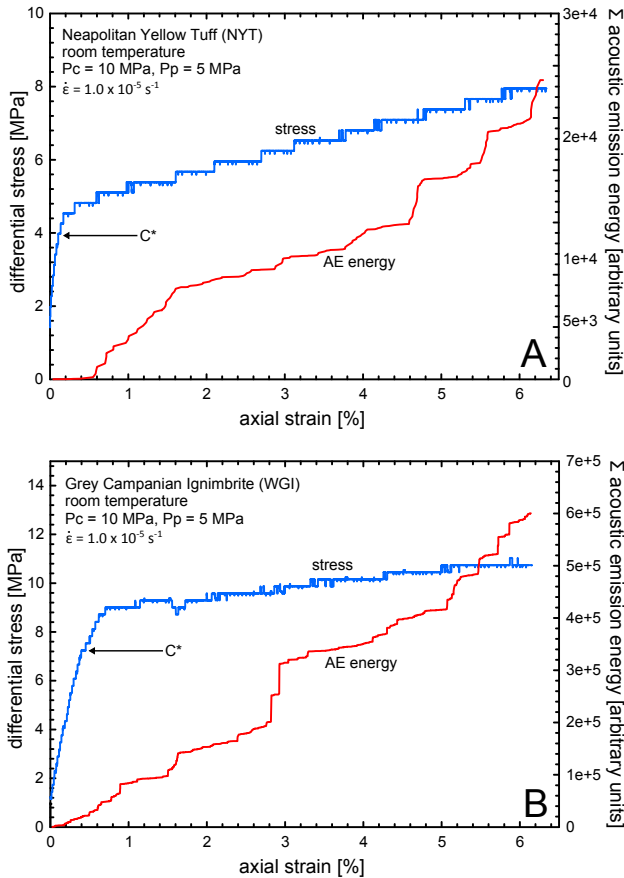 Neapolitan Yellow Tuff (NYT)
room temperature
Pc = 10 MPa, Pp = 5 MPa
ε̇ = 1.0 x 10⁻⁵ s⁻¹
10
8
6
4
2
0
differential stress [MPa]
stress
C*
AE energy
A
3e+4
2e+4
1e+4
5e+3
0
Σ acoustic emission energy [arbitrary units]
0 1 2 3 4 5 6
axial strain [%]
Grey Campanian Ignimbrite (WGI)
room temperature
Pc = 10 MPa, Pp = 5 MPa
ε̇ = 1.0 x 10⁻⁵ s⁻¹
14
12
10
8
6
4
2
0
differential stress [MPa]
stress
C*
AE energy
B
7e+5
6e+5
5e+5
4e+5
3e+5
2e+5
1e+5
0
Σ acoustic emission energy [arbitrary units]
0 1 2 3 4 5 6
axial strain [%]